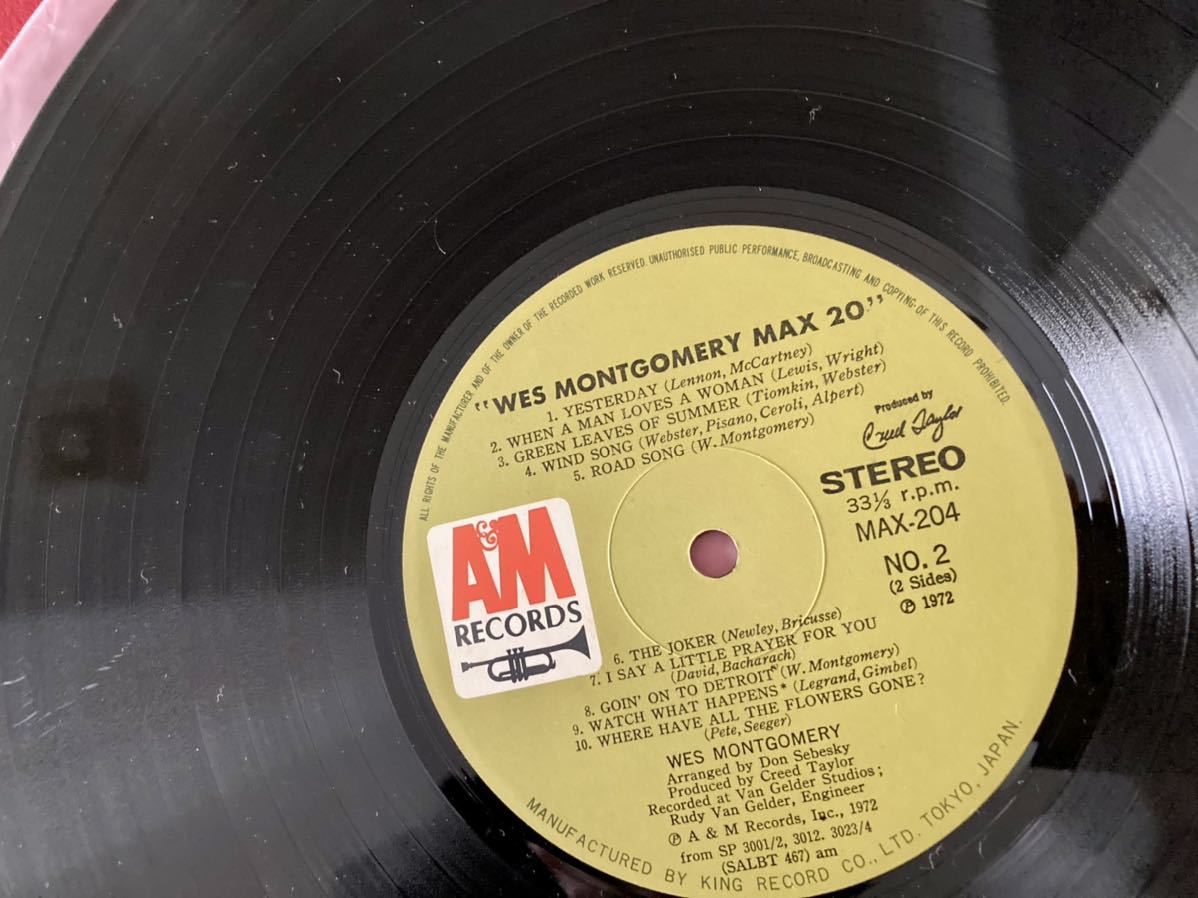 ALL RIGHTS OF THE MANUFACTURER AND OF THE OWNER OF THE RECORDED WORK RESERVED. UNAUTHORISED PUBLIC PERFORMANCE, BROADCASTING AND COPYING OF THIS RECORD PROHIBITED.
"WES MONTGOMERY MAX 20"
1. YESTERDAY (Lennon, McCartney)
2. WHEN A MAN LOVES A WOMAN (Lewis, Wright)
3. GREEN LEAVES OF SUMMER (Tiomkin, Webster)
4. WIND SONG (Webster, Pisano, Ceroli, Alpert)
5. ROAD SONG (W. Montgomery)
Produced by
Creed Taylor
STEREO
33⅓ r.p.m.
MAX-204
NO. 2
(2 Sides)
℗ 1972
A&M
RECORDS
6. THE JOKER (Newley, Bricusse)
7. I SAY A LITTLE PRAYER FOR YOU
(David, Bacharach)
8. GOIN' ON TO DETROIT (W. Montgomery)
9. WATCH WHAT HAPPENS* (Legrand, Gimbel)
10. WHERE HAVE ALL THE FLOWERS GONE?
(Pete, Seeger)
WES MONTGOMERY
Arranged by Don Sebesky
Produced by Creed Taylor
Recorded at Van Gelder Studios;
Rudy Van Gelder, Engineer
℗ A & M Records, Inc., 1972
from SP 3001/2, 3012. 3023/4
(SALBT 467) am
MANUFACTURED BY KING RECORD CO., LTD. TOKYO, JAPAN.